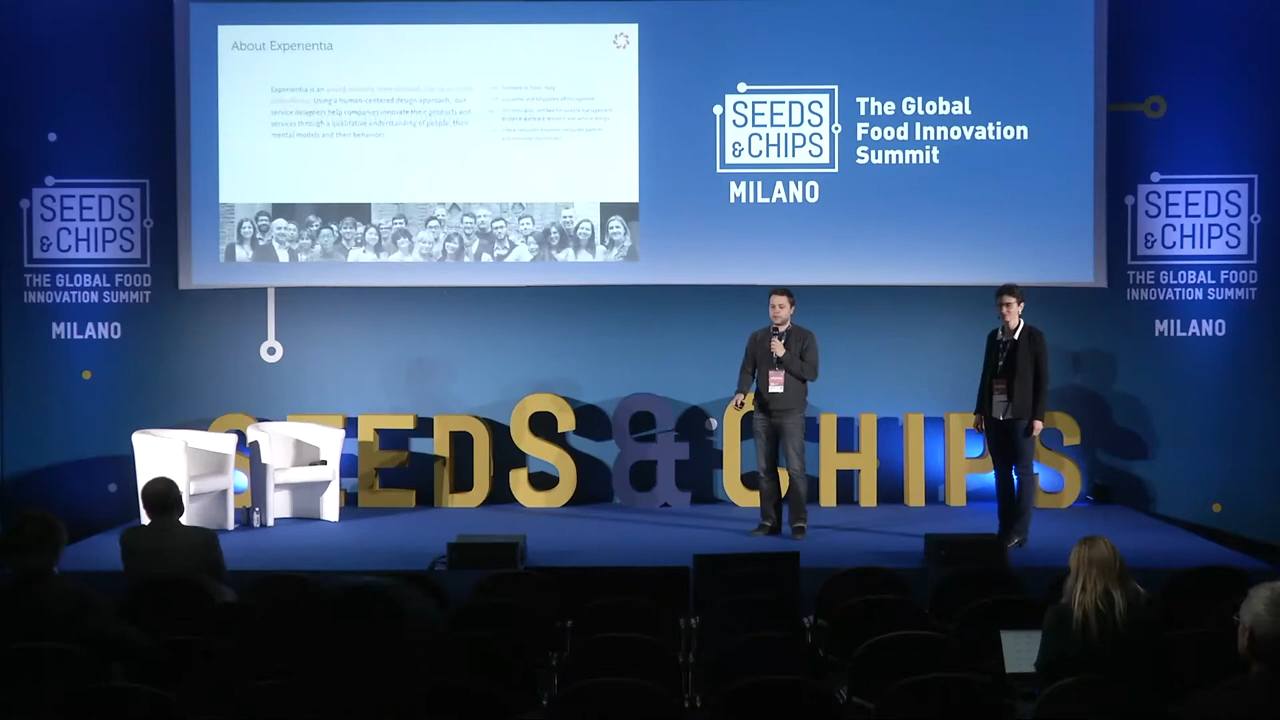 About Experientia
Experientia is an
Using a human-centered design approach, our
service designers help companies innovate their products and
services through a qualitative understanding of people, their
mental models and their behaviors.
SEEDS
&CHIPS
MILANO
The Global
Food Innovation
Summit
SEEDS
&CHIPS
THE GLOBAL FOOD
INNOVATION SUMMIT
MILANO
SEEDS
&CHIPS
THE GLOBAL FOOD
INNOVATION SUMMIT
MILANO
SEEDS & CHIPS